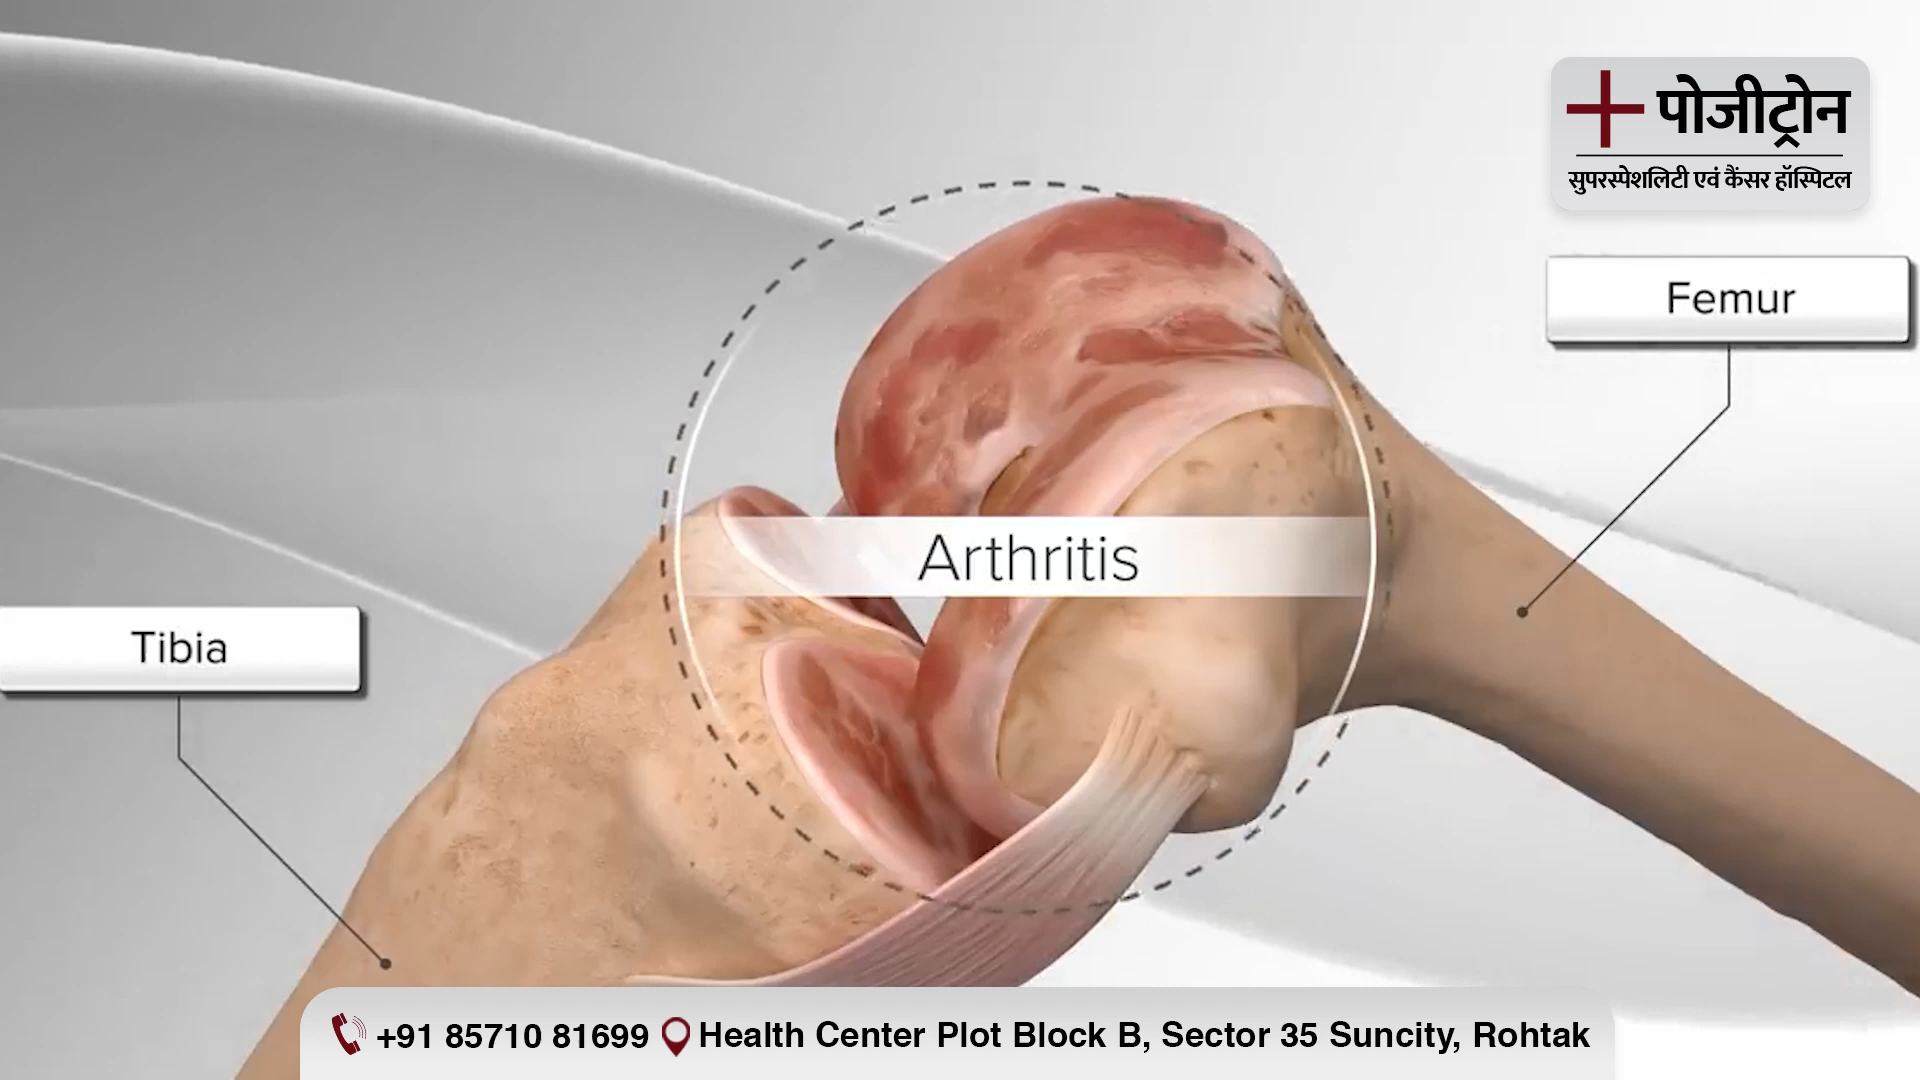 पोजीट्रोन
सुपरस्पेशलिटी एवं कैंसर हॉस्पिटल
Femur
Arthritis
Tibia
+91 85710 81699 Health Center Plot Block B, Sector 35 Suncity, Rohtak